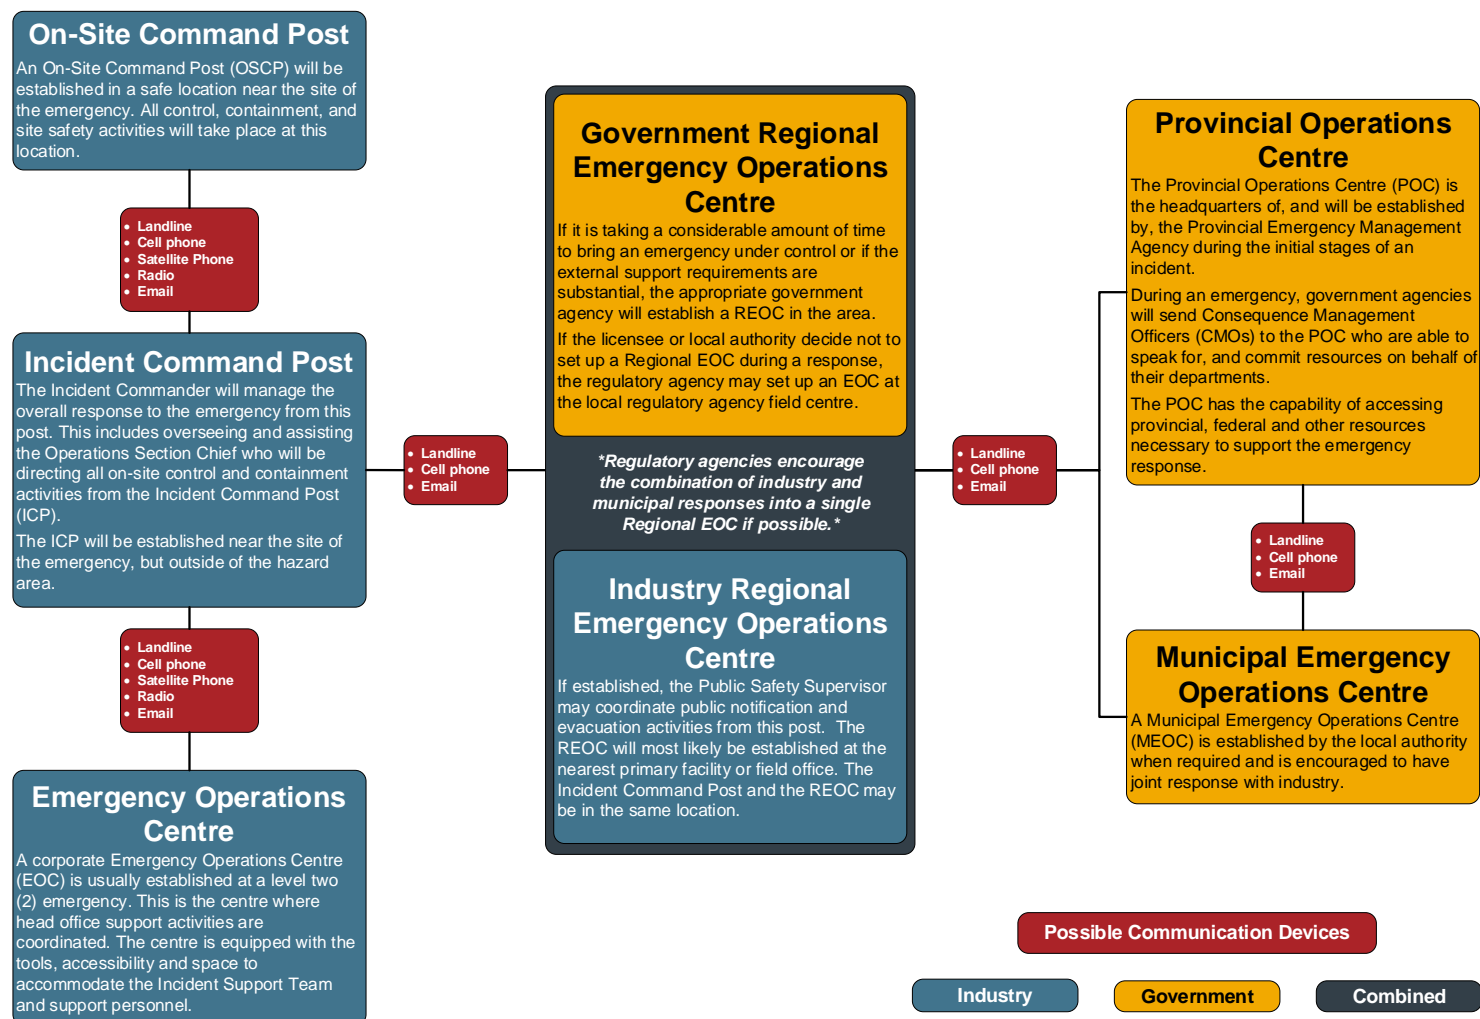 On-Site Command Post
An On-Site Command Post (OSCP) will be
established in a safe location near the site of
the emergency. All control, containment, and
site safety activities will take place at this
location.
• Landline
• Cell phone
• Satellite Phone
• Radio
• Email
Incident Command Post
The Incident Commander will manage the
overall response to the emergency from this
post. This includes overseeing and assisting
the Operations Section Chief who will be
directing all on-site control and containment
activities from the Incident Command Post
(ICP).
The ICP will be established near the site of
the emergency, but outside of the hazard
area.
• Landline
• Cell phone
• Satellite Phone
• Radio
• Email
Emergency Operations
Centre
A corporate Emergency Operations Centre
(EOC) is usually established at a level two
(2) emergency. This is the centre where
head office support activities are
coordinated. The centre is equipped with the
tools, accessibility and space to
accommodate the Incident Support Team
and support personnel.
• Landline
• Cell phone
• Email
Government Regional
Emergency Operations
Centre
If it is taking a considerable amount of time
to bring an emergency under control or if the
external support requirements are
substantial, the appropriate government
agency will establish a REOC in the area.
If the licensee or local authority decide not to
set up a Regional EOC during a response,
the regulatory agency may set up an EOC at
the local regulatory agency field centre.
*Regulatory agencies encourage
the combination of industry and
municipal responses into a single
Regional EOC if possible.*
Industry Regional
Emergency Operations
Centre
If established, the Public Safety Supervisor
may coordinate public notification and
evacuation activities from this post. The
REOC will most likely be established at the
nearest primary facility or field office. The
Incident Command Post and the REOC may
be in the same location.
• Landline
• Cell phone
• Email
Provincial Operations
Centre
The Provincial Operations Centre (POC) is
the headquarters of, and will be established
by, the Provincial Emergency Management
Agency during the initial stages of an
incident.
During an emergency, government agencies
will send Consequence Management
Officers (CMOs) to the POC who are able to
speak for, and commit resources on behalf of
their departments.
The POC has the capability of accessing
provincial, federal and other resources
necessary to support the emergency
response.
• Landline
• Cell phone
• Email
Municipal Emergency
Operations Centre
A Municipal Emergency Operations Centre
(MEOC) is established by the local authority
when required and is encouraged to have
joint response with industry.
Possible Communication Devices
Industry
Government
Combined